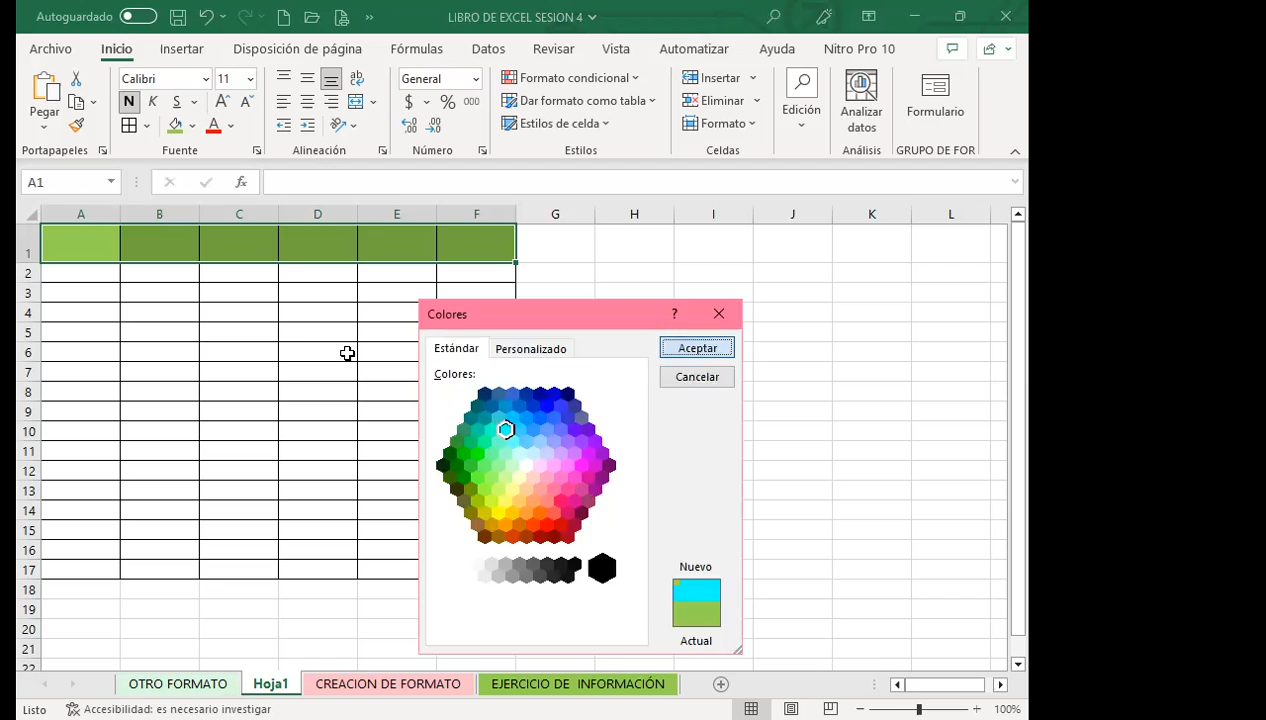 Autoguardado
LIBRO DE EXCEL SESION 4
Archivo Inicio Insertar Disposición de página Fórmulas Datos Revisar Vista Automatizar Ayuda Nitro Pro 10
Pegar
Calibri 11
N K S A A
A
ab
General
$ % 000
Formato condicional
Dar formato como tabla
Estilos de celda
Insertar
Eliminar
Formato
Edición
Analizar datos
Formulario
Portapapeles Fuente Alineación Número Estilos Celdas Análisis GRUPO DE FOR
A1 fx
A B C D E F G H I J K L
1
2
3
4
5
6
7
8
9
10
11
12
13
14
15
16
17
18
19
20
21
22
Colores ?
Estándar Personalizado
Aceptar
Cancelar
Colores:
Nuevo
Actual
OTRO FORMATO Hoja1 CREACION DE FORMATO EJERCICIO DE INFORMACIÓN
Listo Accesibilidad: es necesario investigar 100%